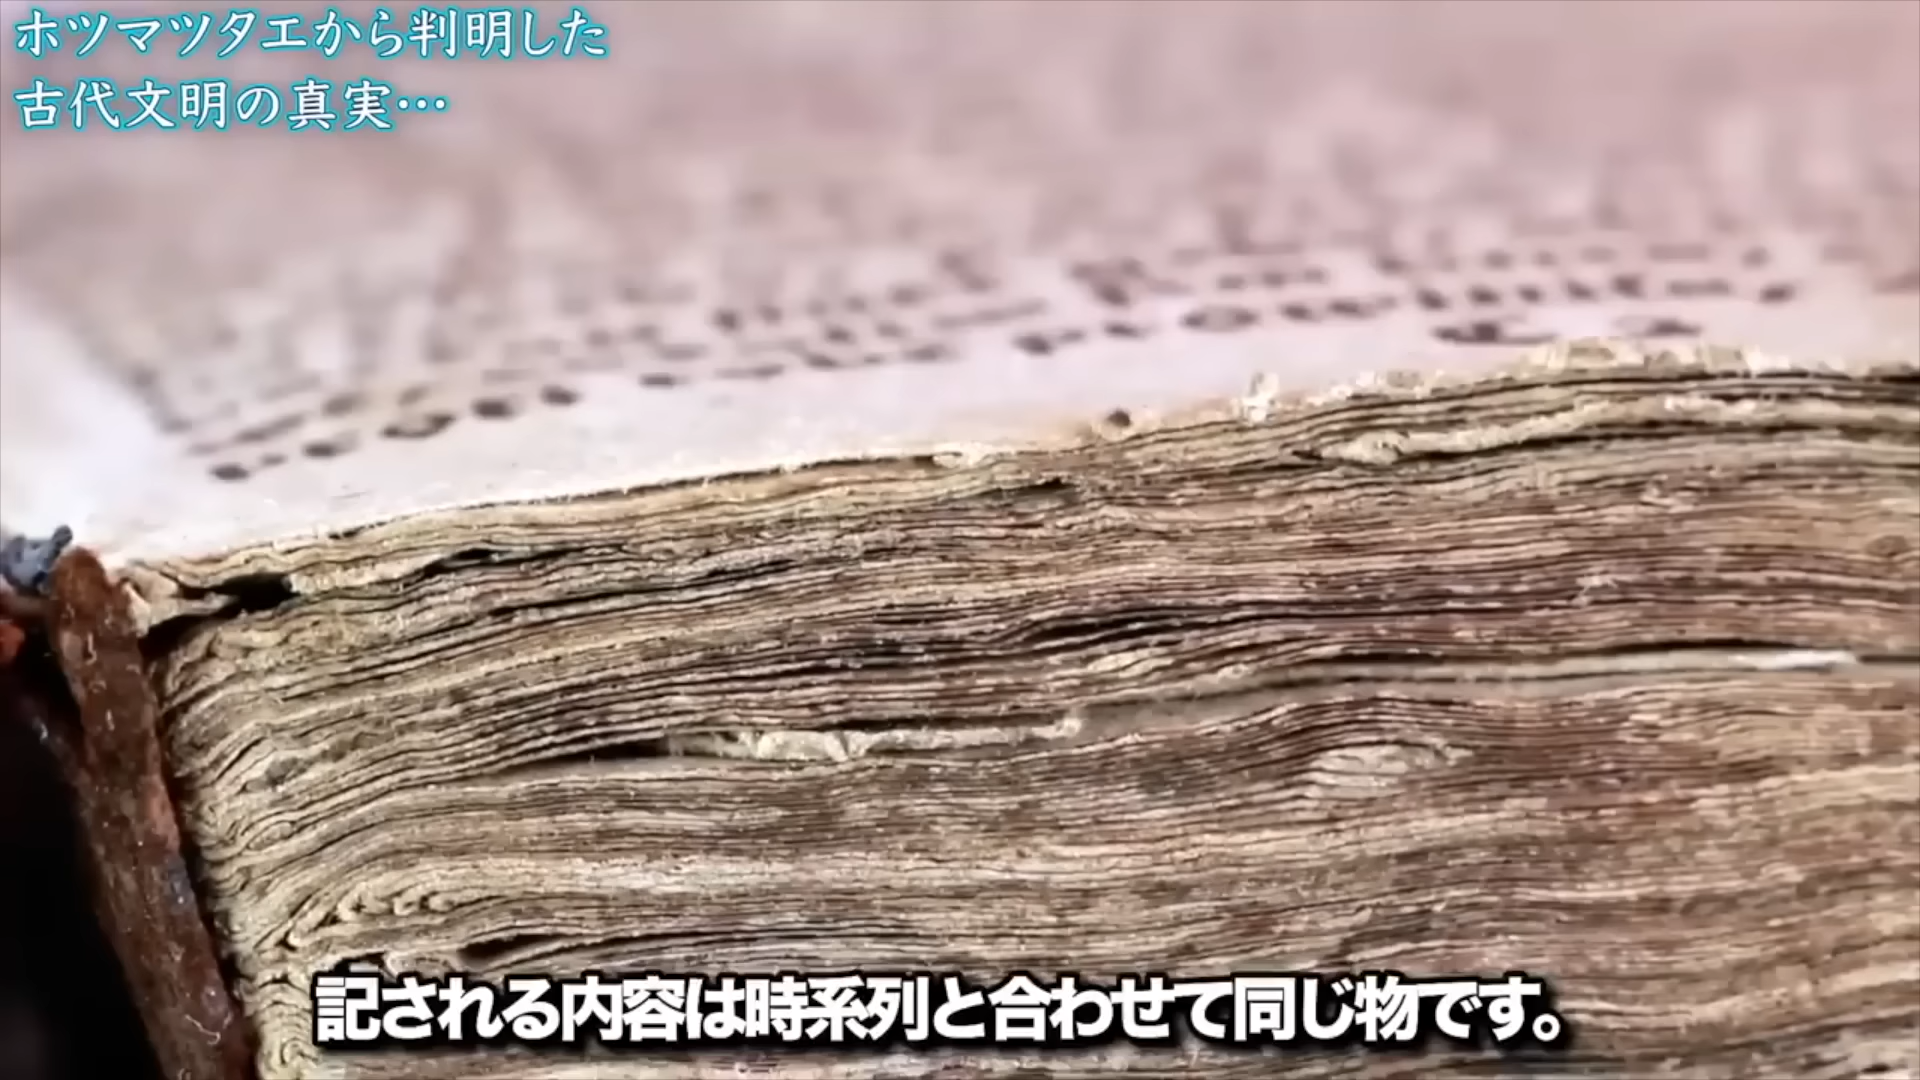 ホツマツタエから判明した
古代文明の真実…
記される内容は時系列と合わせて同じ物です。